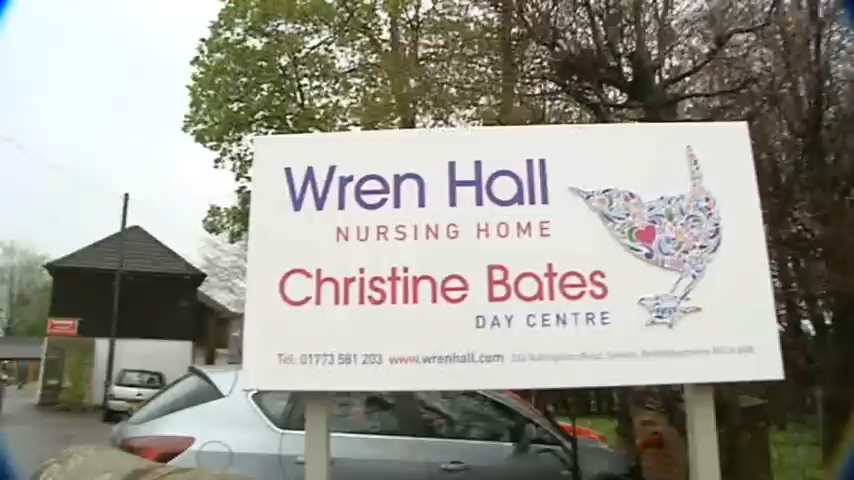 Wren Hall
NURSING HOME
Christine Bates
DAY CENTRE
Tel: 01773 581 203 www.wrenhall.com